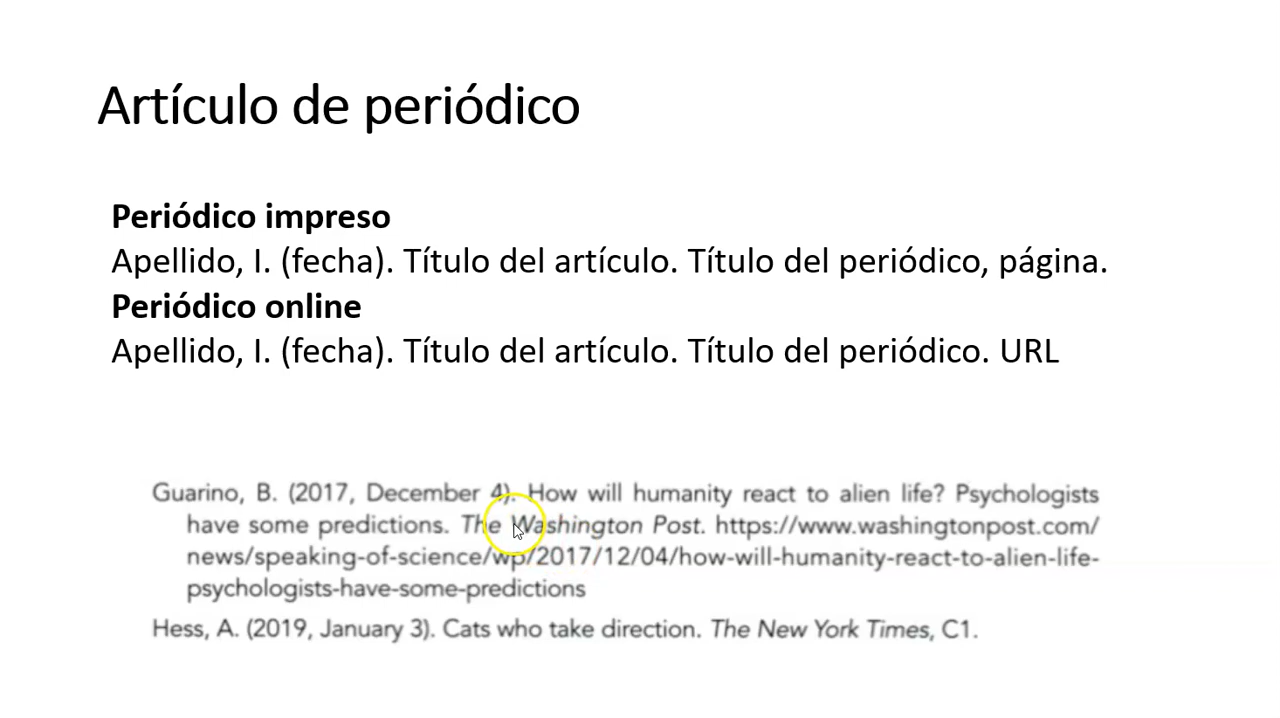 Artículo de periódico
Periódico impreso
Apellido, I. (fecha). Título del artículo. Título del periódico, página.
Periódico online
Apellido, I. (fecha). Título del artículo. Título del periódico. URL
Guarino, B. (2017, December 4). How will humanity react to alien life? Psychologists
have some predictions. The Washington Post. https://www.washingtonpost.com/
news/speaking-of-science/wp/2017/12/04/how-will-humanity-react-to-alien-life-
psychologists-have-some-predictions
Hess, A. (2019, January 3). Cats who take direction. The New York Times, C1.